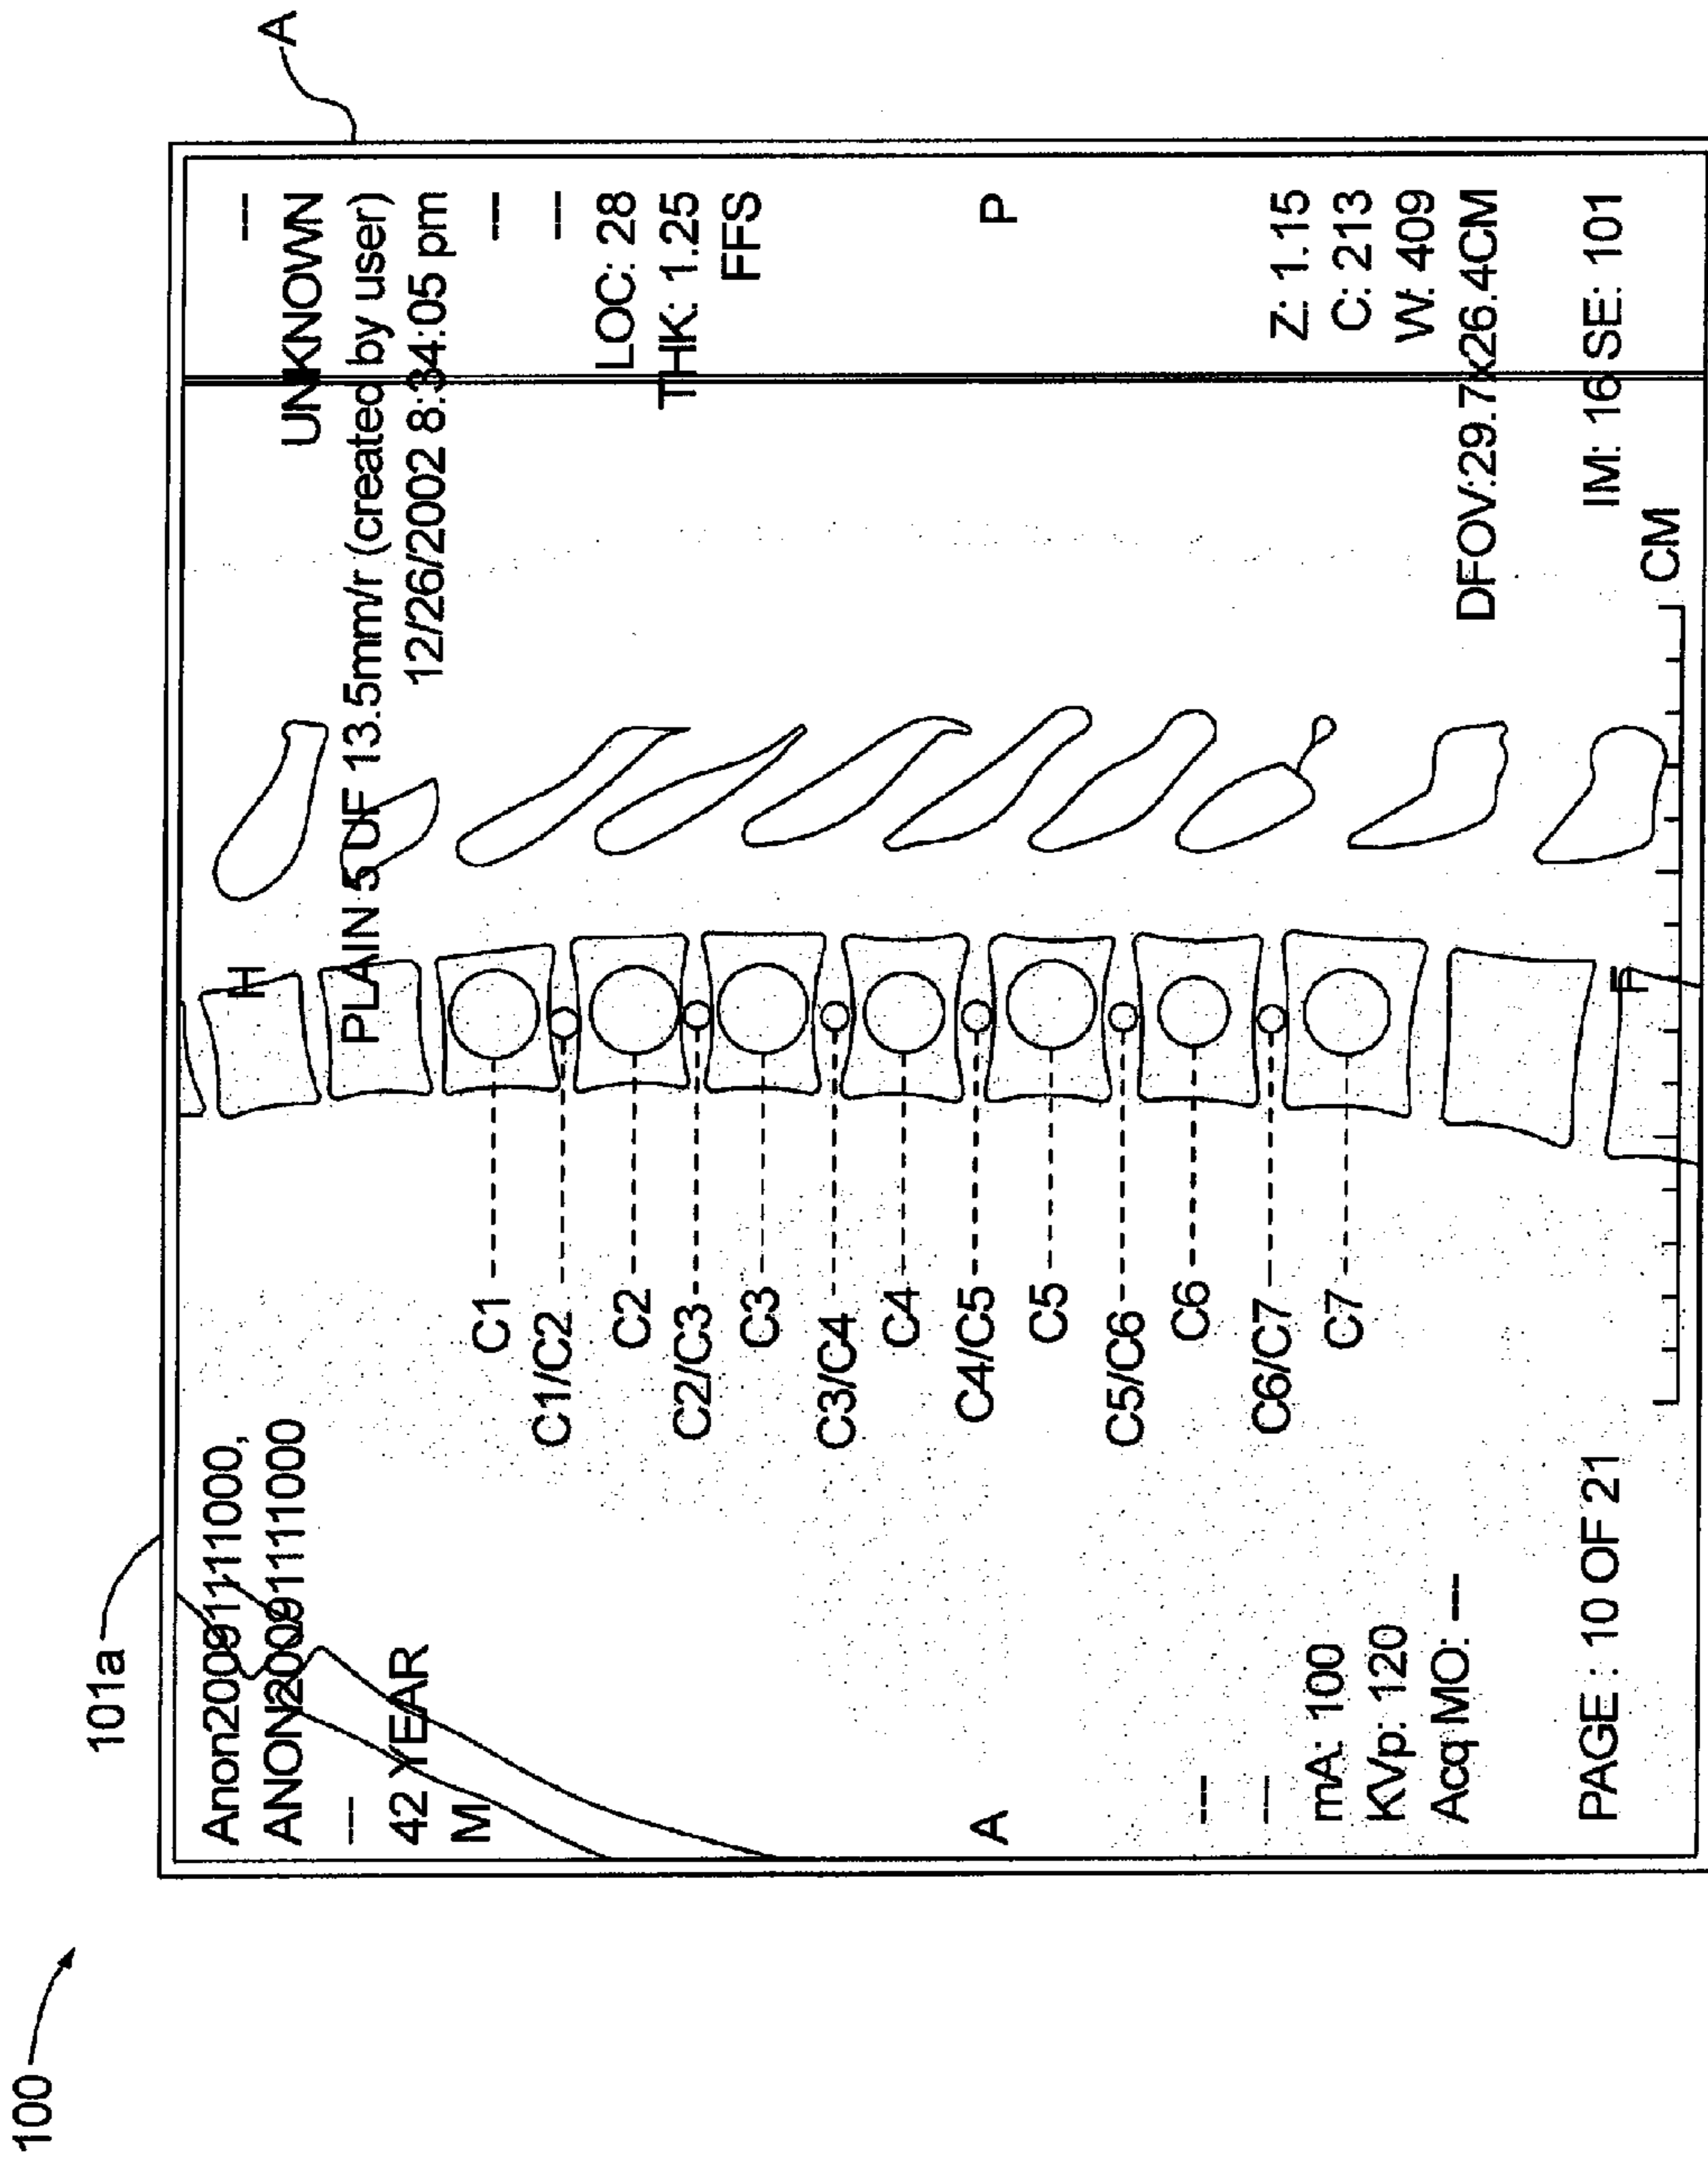 100
101a
A
Anon20091111000,
ANON20091111000
---
42 YEAR
M
H
---
UNKNOWN
PLAIN 5 UF 13.5mm/r (created by user)
12/26/2002 8:34:05 pm
---
---
LOC: 28
THK: 1.25
FFS
C1
C1/C2
C2
C2/C3
C3
C3/C4
C4
C4/C5
C5
C5/C6
C6
C6/C7
C7
A
P
---
---
mA: 100
KVp: 120
Acq MO: ---
PAGE : 10 OF 21
Z: 1.15
C: 213
W: 409
DFOV:29.7x26.4CM
IM: 16 SE: 101
F
CM